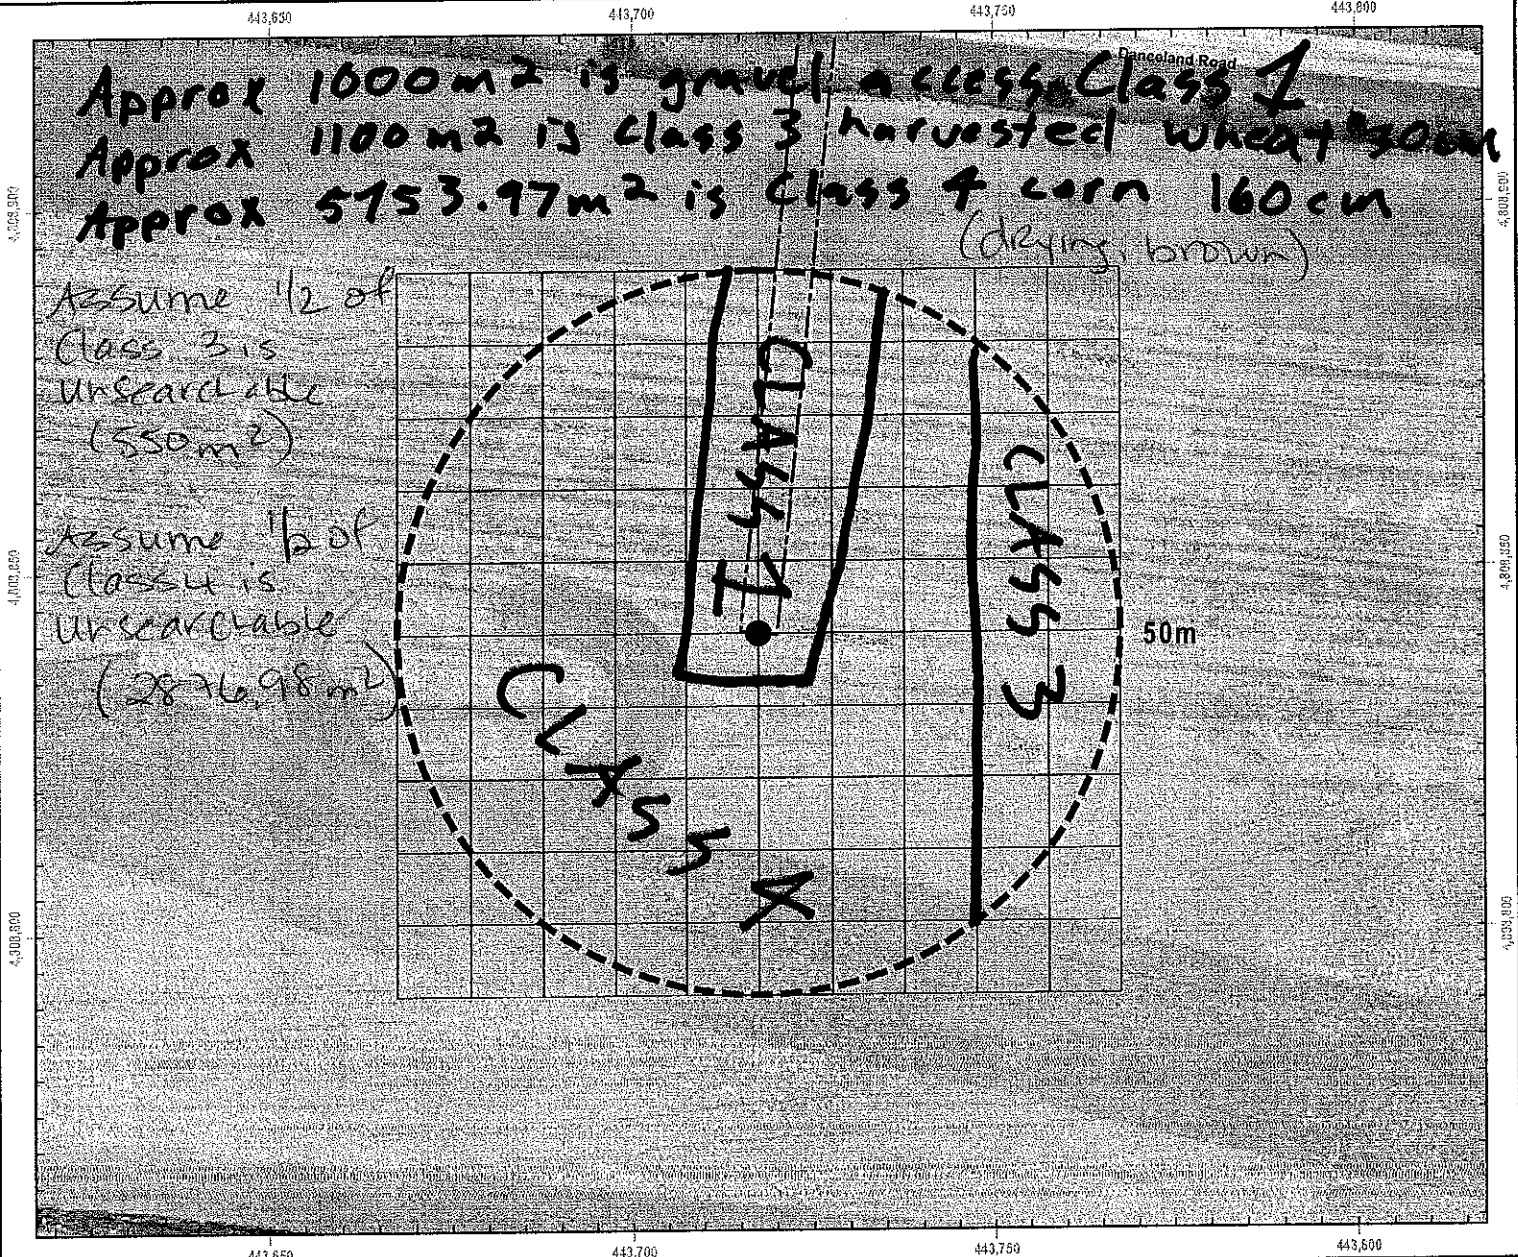 443,650 443,700 443,750 443,800
Danceland Road
Approx 1000m2 is gravel access Class 1
Approx 1100m2 is Class 3 harvested wheat 30cm
Approx 5753.97m2 is Class 4 corn 160cm
(drying, brown)
Assume 1/2 of
Class 3 is
unsearchable
(550m2)
Assume 1/2 of
Class 4 is
unsearchable
(2876.98m2)
CLASS 1
CLASS 3
CLASS 4
50m
443,650 443,700 443,750 443,800